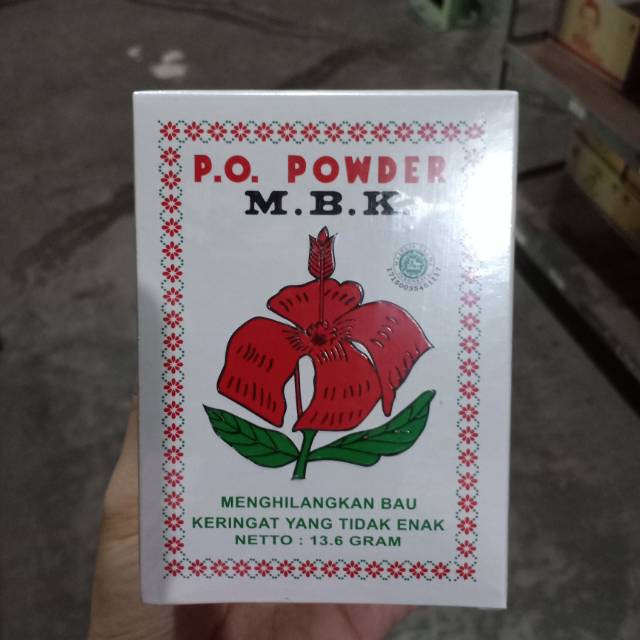 P.O. POWDER
M.B.K.
MENGHILANGKAN BAU
KERINGAT YANG TIDAK ENAK
NETTO : 13.6 GRAM